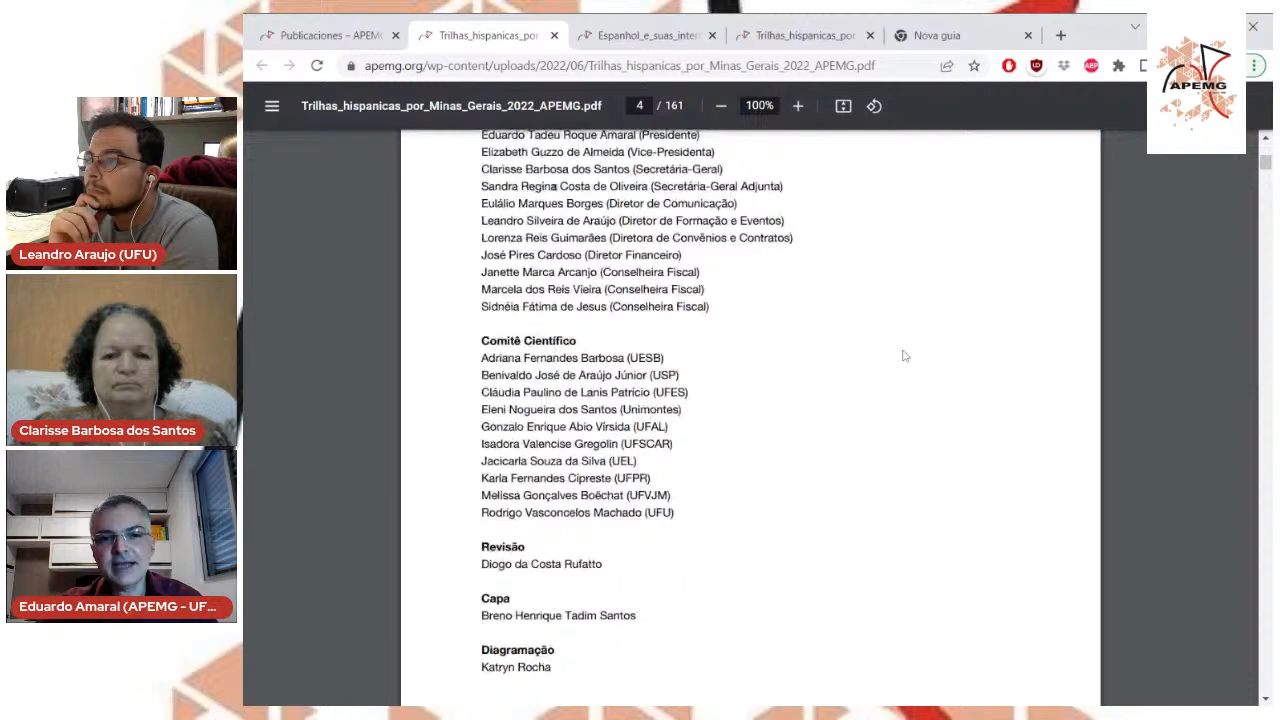 Publicaciones – APEM
Trilhas_hispanicas_por
Espanhol_e_suas_inter
Trilhas_hispanicas_por
Nova guia
apemg.org/wp-content/uploads/2022/06/Trilhas_hispanicas_por_Minas_Gerais_2022_APEMG.pdf
ABP
APEMG
Trilhas_hispanicas_por_Minas_Gerais_2022_APEMG.pdf
4 / 161
100%
Eduardo Tadeu Roque Amaral (Presidente)
Elizabeth Guzzo de Almeida (Vice-Presidenta)
Clarisse Barbosa dos Santos (Secretária-Geral)
Sandra Regina Costa de Oliveira (Secretária-Geral Adjunta)
Eulálio Marques Borges (Diretor de Comunicação)
Leandro Silveira de Araújo (Diretor de Formação e Eventos)
Lorenza Reis Guimarães (Diretora de Convênios e Contratos)
José Pires Cardoso (Diretor Financeiro)
Janette Marca Arcanjo (Conselheira Fiscal)
Marcela dos Reis Vieira (Conselheira Fiscal)
Sidnéia Fátima de Jesus (Conselheira Fiscal)
Comitê Científico
Adriana Fernandes Barbosa (UESB)
Benivaldo José de Araújo Júnior (USP)
Cláudia Paulino de Lanis Patrício (UFES)
Eleni Nogueira dos Santos (Unimontes)
Gonzalo Enrique Abio Vírsida (UFAL)
Isadora Valencise Gregolin (UFSCAR)
Jacicarla Souza da Silva (UEL)
Karla Fernandes Cipreste (UFPR)
Melissa Gonçalves Boëchat (UFVJM)
Rodrigo Vasconcelos Machado (UFU)
Revisão
Diogo da Costa Rufatto
Capa
Breno Henrique Tadim Santos
Diagramação
Katryn Rocha
Leandro Araujo (UFU)
Clarisse Barbosa dos Santos
Eduardo Amaral (APEMG - UF...